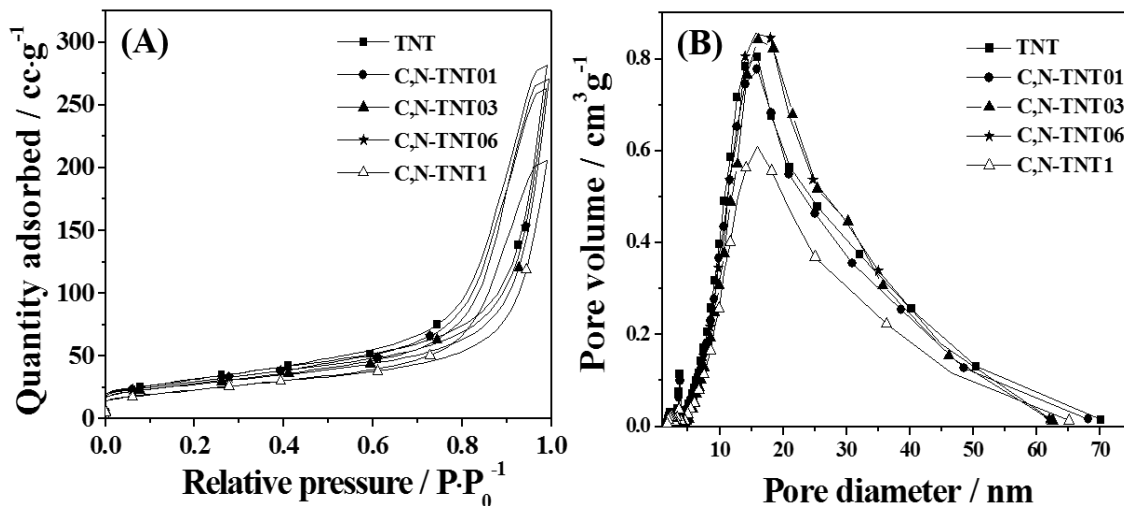 (A)
TNT
C,N-TNT01
C,N-TNT03
C,N-TNT06
C,N-TNT1
Quantity adsorbed / cc·g⁻¹
300
250
200
150
100
50
0
0.0 0.2 0.4 0.6 0.8 1.0
Relative pressure / P·P₀⁻¹
(B)
TNT
C,N-TNT01
C,N-TNT03
C,N-TNT06
C,N-TNT1
Pore volume / cm³g⁻¹
0.8
0.6
0.4
0.2
0.0
10 20 30 40 50 60 70
Pore diameter / nm